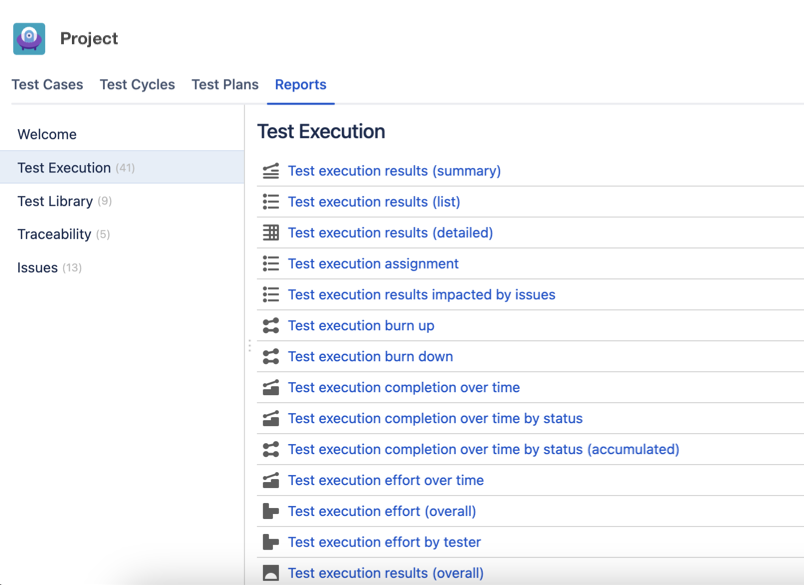 Project
Test Cases Test Cycles Test Plans Reports
Welcome
Test Execution (41)
Test Library (9)
Traceability (5)
Issues (13)
Test Execution
Test execution results (summary)
Test execution results (list)
Test execution results (detailed)
Test execution assignment
Test execution results impacted by issues
Test execution burn up
Test execution burn down
Test execution completion over time
Test execution completion over time by status
Test execution completion over time by status (accumulated)
Test execution effort over time
Test execution effort (overall)
Test execution effort by tester
Test execution results (overall)